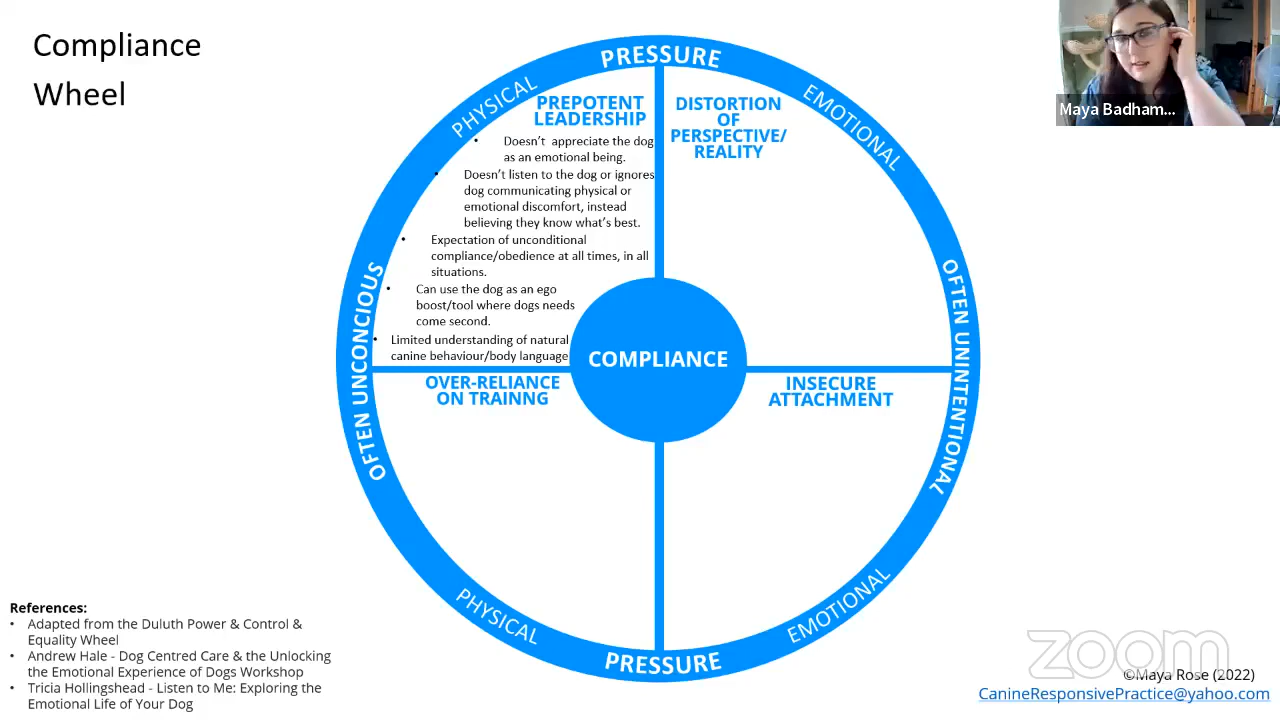 Compliance
Wheel
PRESSURE
PHYSICAL
EMOTIONAL
PREPOTENT
LEADERSHIP
• Doesn't appreciate the dog
as an emotional being.
• Doesn't listen to the dog or ignores
dog communicating physical or
emotional discomfort, instead
believing they know what's best.
• Expectation of unconditional
compliance/obedience at all times, in all
situations.
• Can use the dog as an ego
boost/tool where dogs needs
come second.
• Limited understanding of natural
canine behaviour/body language
DISTORTION
OF
PERSPECTIVE/
REALITY
OFTEN UNCONCIOUS
OFTEN UNINTENTIONAL
COMPLIANCE
OVER-RELIANCE
ON TRAINNG
INSECURE
ATTACHMENT
PHYSICAL
EMOTIONAL
PRESSURE
References:
• Adapted from the Duluth Power & Control &
Equality Wheel
• Andrew Hale - Dog Centred Care & the Unlocking
the Emotional Experience of Dogs Workshop
• Tricia Hollingshead - Listen to Me: Exploring the
Emotional Life of Your Dog
Maya Badham...
zoom
©Maya Rose (2022)
CanineResponsivePractice@yahoo.com